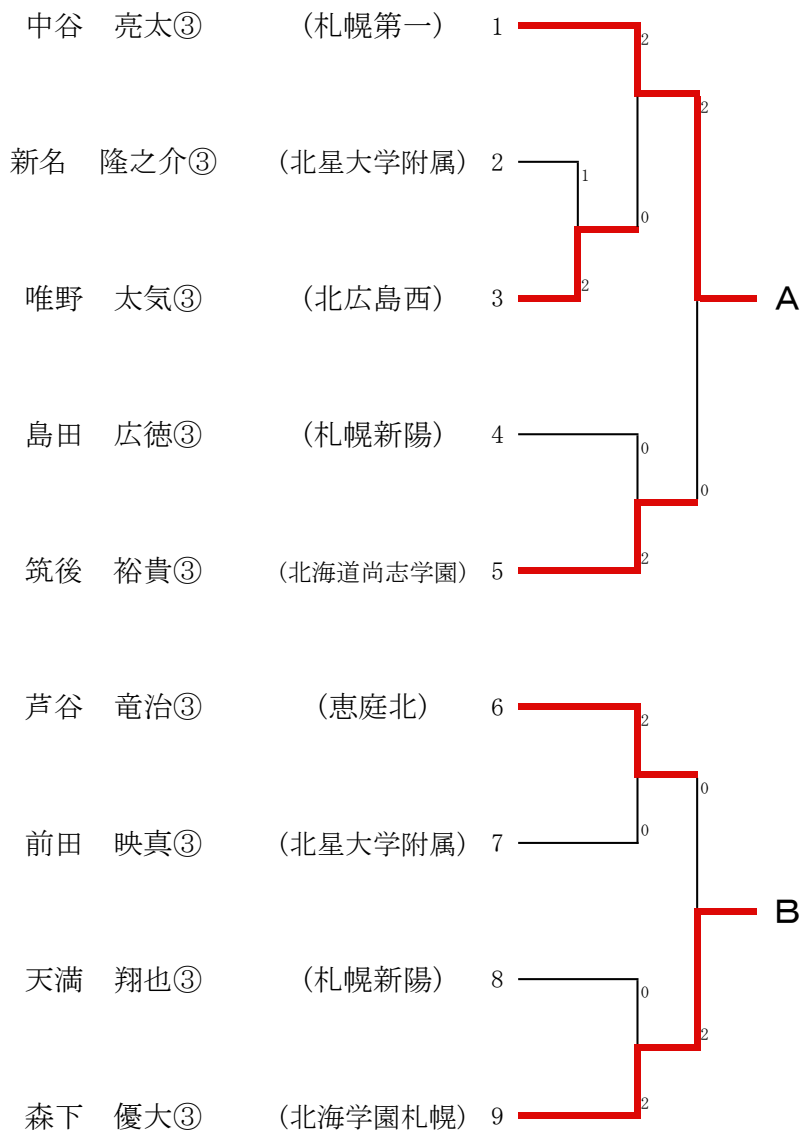 中谷　亮太③　(札幌第一)　1
2
2
新名　隆之介③　(北星大学附属)　2
1
0
唯野　太気③　(北広島西)　3
2
A
島田　広徳③　(札幌新陽)　4
0
0
筑後　裕貴③　(北海道尚志学園)　5
2
芦谷　竜治③　(恵庭北)　6
2
0
前田　映真③　(北星大学附属)　7
0
B
天満　翔也③　(札幌新陽)　8
0
2
森下　優大③　(北海学園札幌)　9
2